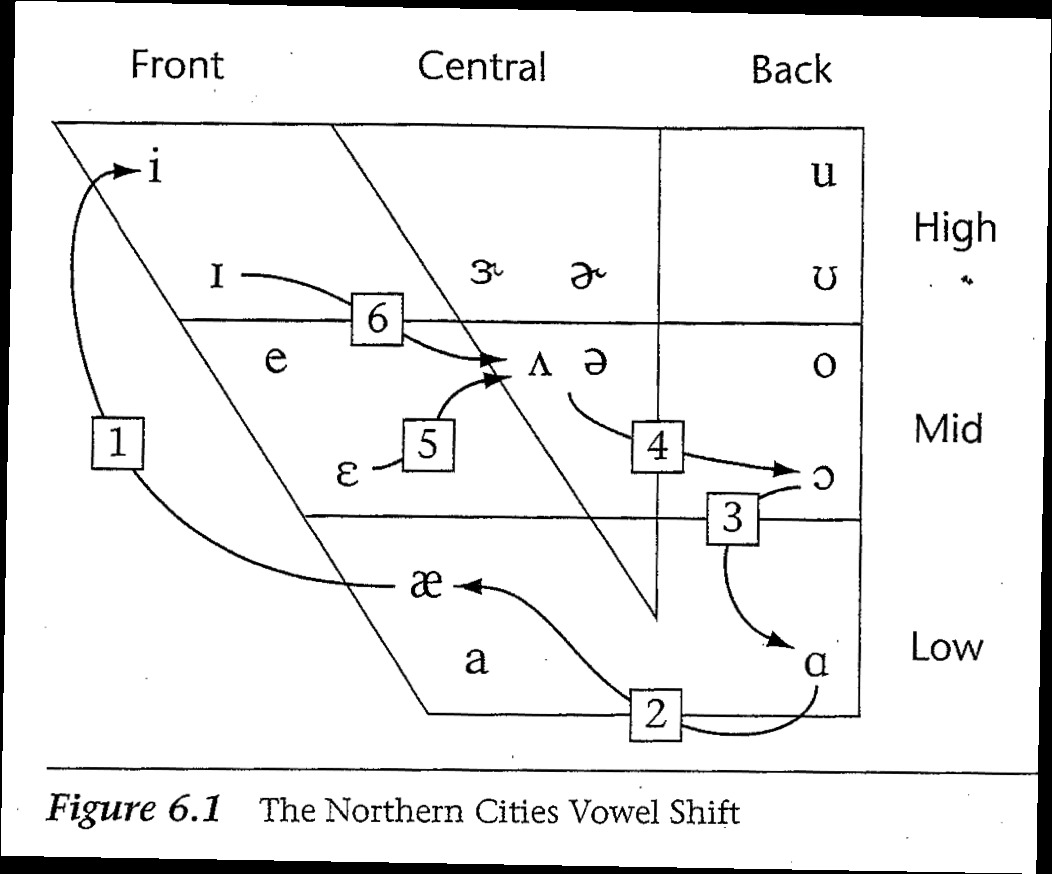 Front Central Back
i u
High
ɪ ɝ ɚ ʊ
6
e ʌ ə o
1 5 4 Mid
ɛ ɔ
3
æ
a ɑ Low
2
Figure 6.1 The Northern Cities Vowel Shift